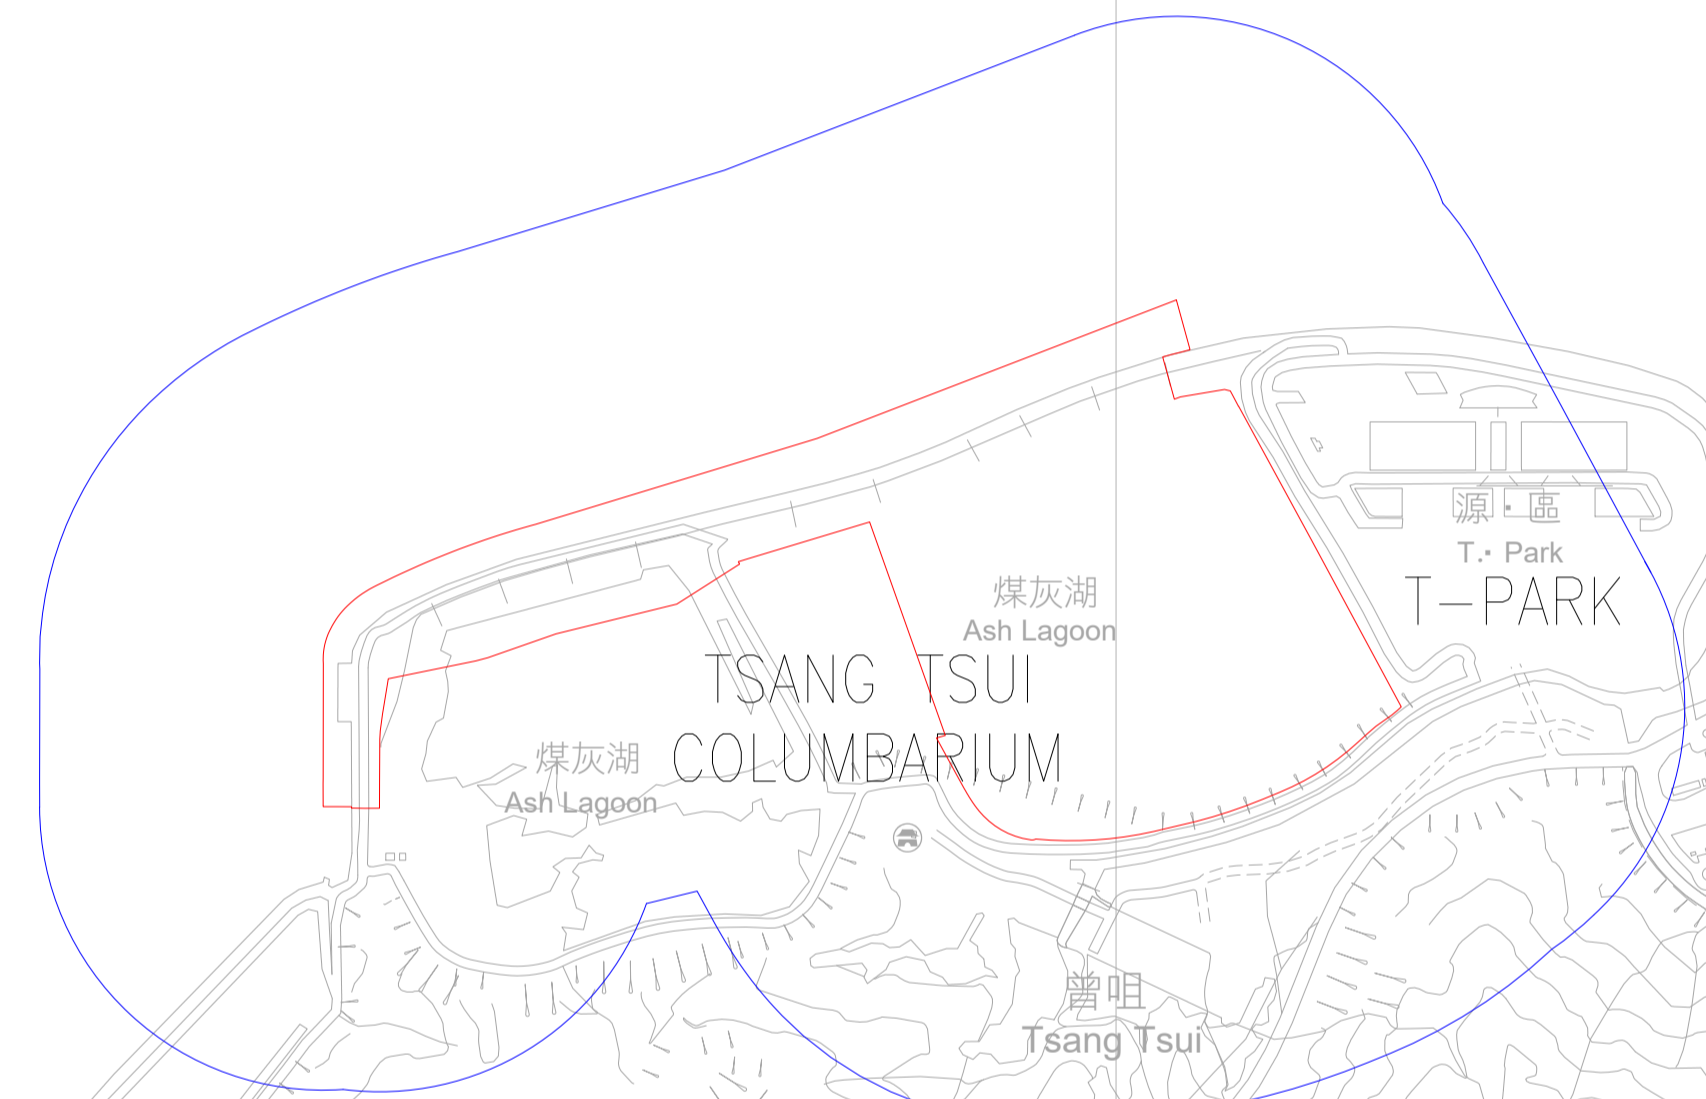 源・區
T.· Park
T-PARK
煤灰湖
Ash Lagoon
TSANG TSUI
COLUMBARIUM
煤灰湖
Ash Lagoon
曾咀
Tsang Tsui